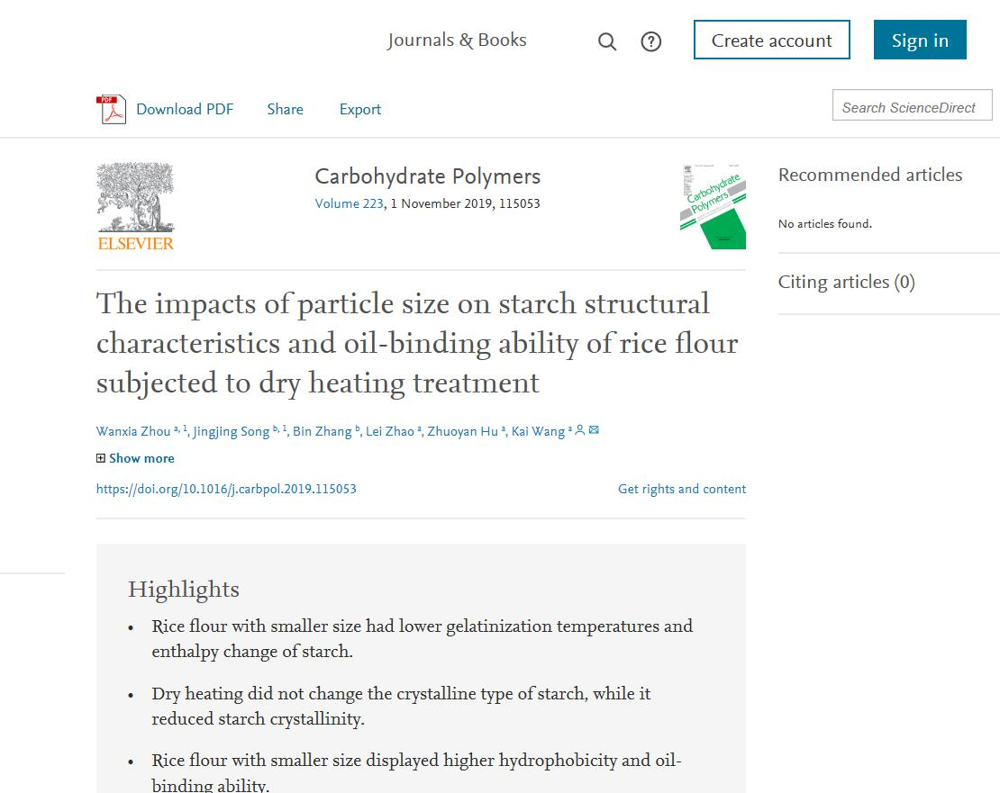 Journals & Books
Create account
Sign in
PDF
Download PDF
Share
Export
Search ScienceDirect
ELSEVIER
Carbohydrate Polymers
Volume 223, 1 November 2019, 115053
Carbohydrate
Polymers
Recommended articles
No articles found.
Citing articles (0)
The impacts of particle size on starch structural
characteristics and oil-binding ability of rice flour
subjected to dry heating treatment
Wanxia Zhou a, 1, Jingjing Song b, 1, Bin Zhang b, Lei Zhao a, Zhuoyan Hu a, Kai Wang a
Show more
https://doi.org/10.1016/j.carbpol.2019.115053
Get rights and content
Highlights
• Rice flour with smaller size had lower gelatinization temperatures and
enthalpy change of starch.
• Dry heating did not change the crystalline type of starch, while it
reduced starch crystallinity.
• Rice flour with smaller size displayed higher hydrophobicity and oil-
binding ability.